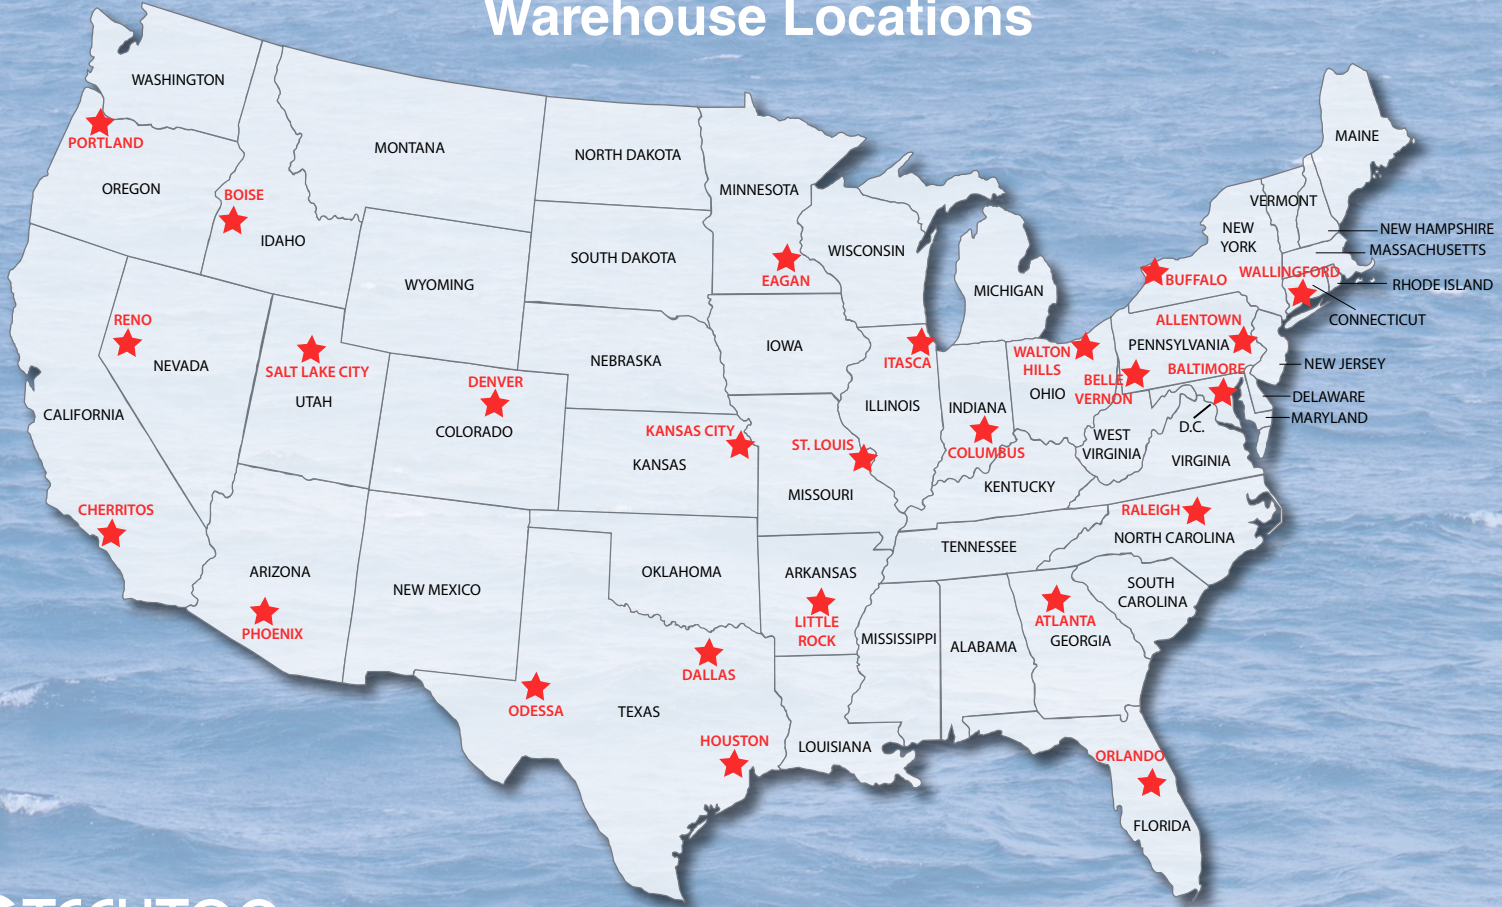 Warehouse Locations
WASHINGTON
PORTLAND
OREGON
BOISE
IDAHO
MONTANA
NORTH DAKOTA
MINNESOTA
SOUTH DAKOTA
EAGAN
WISCONSIN
MICHIGAN
WYOMING
MAINE
VERMONT
NEW
YORK
NEW HAMPSHIRE
MASSACHUSETTS
WALLINGFORD
BUFFALO
RHODE ISLAND
CONNECTICUT
RENO
NEVADA
SALT LAKE CITY
UTAH
CALIFORNIA
DENVER
COLORADO
NEBRASKA
IOWA
ITASCA
ILLINOIS
INDIANA
COLUMBUS
WALTON
HILLS
OHIO
BELLE
VERNON
ALLENTOWN
PENNSYLVANIA
BALTIMORE
NEW JERSEY
DELAWARE
MARYLAND
D.C.
WEST
VIRGINIA
VIRGINIA
KANSAS CITY
KANSAS
ST. LOUIS
MISSOURI
KENTUCKY
CHERRITOS
ARIZONA
PHOENIX
NEW MEXICO
OKLAHOMA
ARKANSAS
LITTLE
ROCK
TENNESSEE
RALEIGH
NORTH CAROLINA
SOUTH
CAROLINA
ATLANTA
GEORGIA
MISSISSIPPI
ALABAMA
DALLAS
ODESSA
TEXAS
HOUSTON
LOUISIANA
ORLANDO
FLORIDA